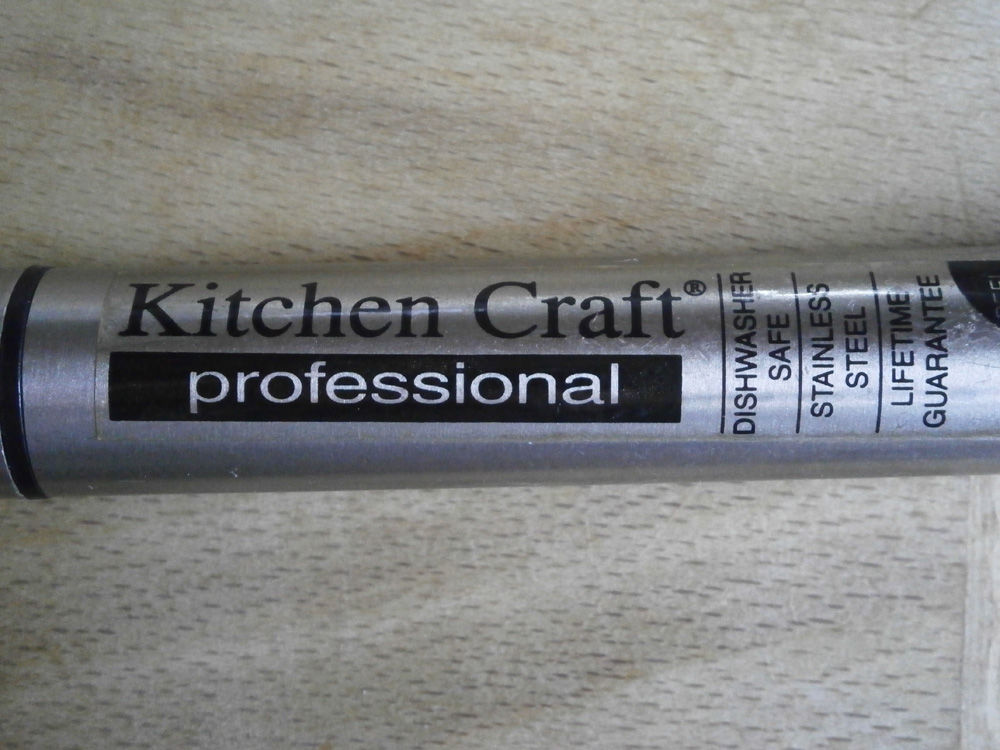 Kitchen Craft®
professional
DISHWASHER
SAFE
STAINLESS
STEEL
LIFETIME
GUARANTEE